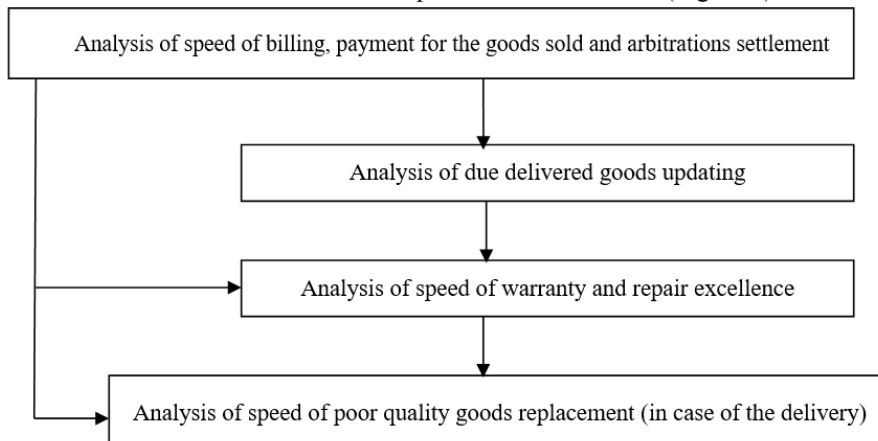 Analysis of speed of billing, payment for the goods sold and arbitrations settlement
Analysis of due delivered goods updating
Analysis of speed of warranty and repair excellence
Analysis of speed of poor quality goods replacement (in case of the delivery)